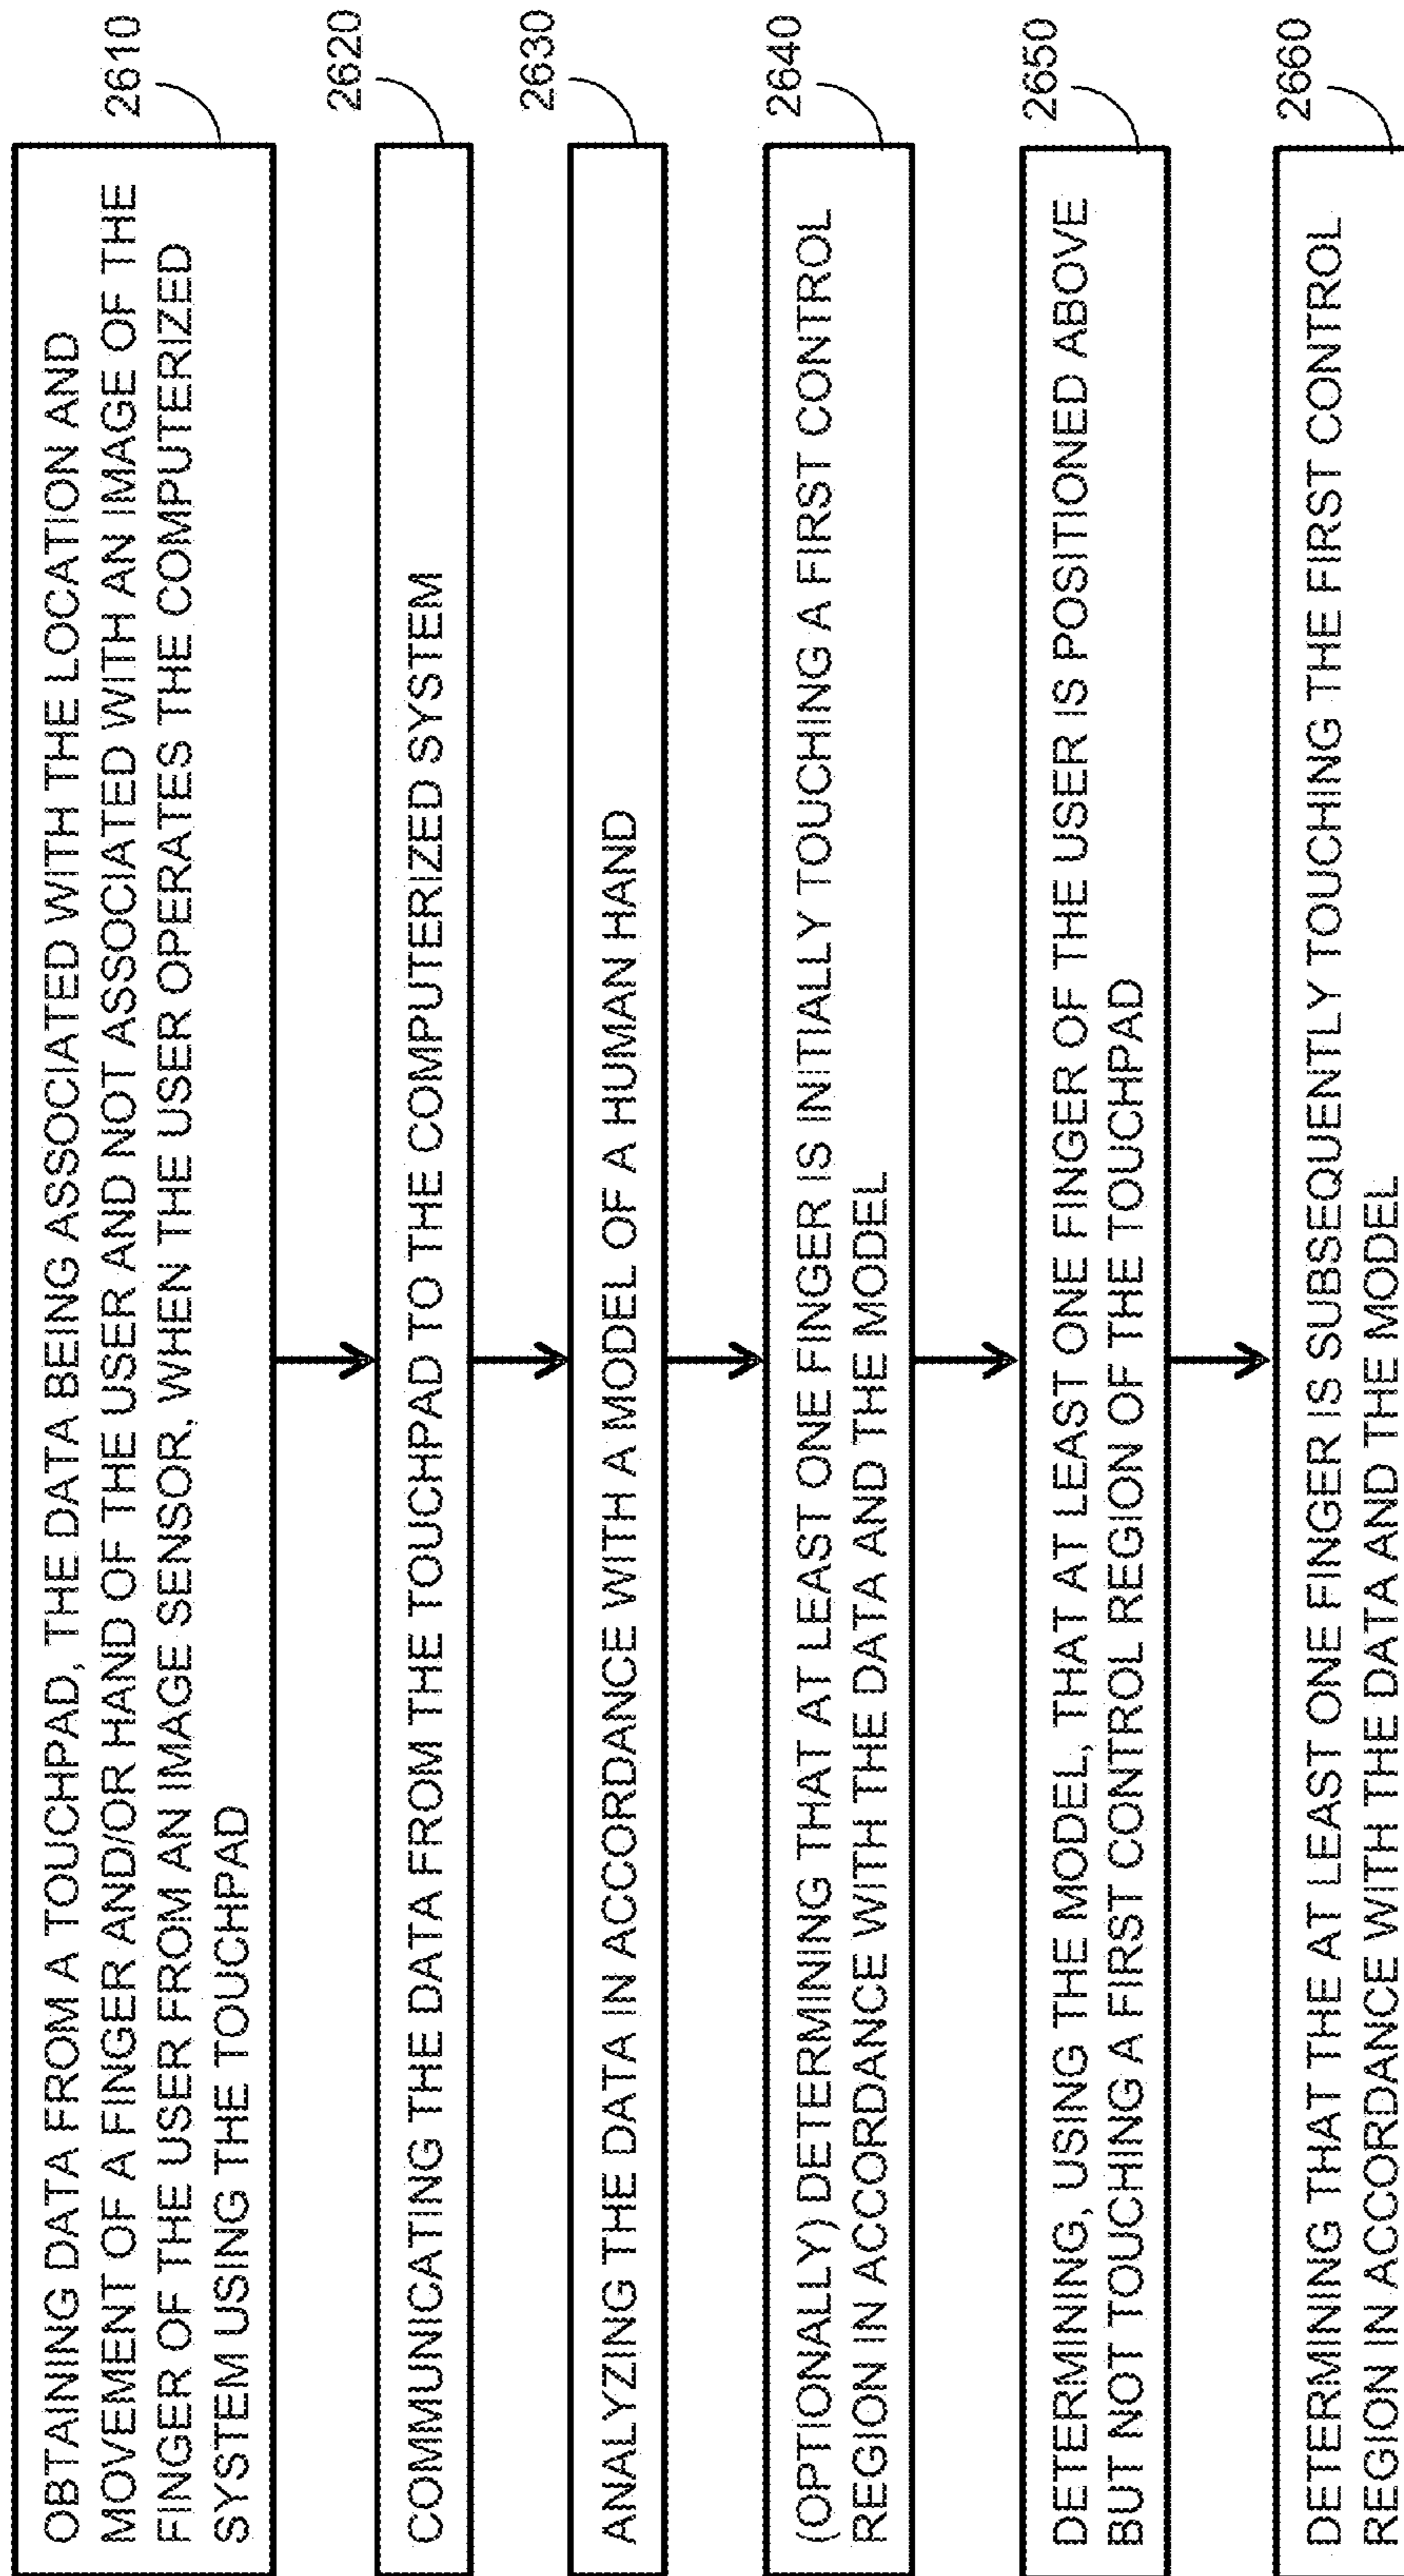 OBTAINING DATA FROM A TOUCHPAD, THE DATA BEING ASSOCIATED WITH THE LOCATION AND
MOVEMENT OF A FINGER AND/OR HAND OF THE USER AND NOT ASSOCIATED WITH AN IMAGE OF THE
FINGER OF THE USER FROM AN IMAGE SENSOR, WHEN THE USER OPERATES THE COMPUTERIZED
SYSTEM USING THE TOUCHPAD
2610
COMMUNICATING THE DATA FROM THE TOUCHPAD TO THE COMPUTERIZED SYSTEM
2620
ANALYZING THE DATA IN ACCORDANCE WITH A MODEL OF A HUMAN HAND
2630
(OPTIONALLY) DETERMINING THAT AT LEAST ONE FINGER IS INITIALLY TOUCHING A FIRST CONTROL
REGION IN ACCORDANCE WITH THE DATA AND THE MODEL
2640
DETERMINING, USING THE MODEL, THAT AT LEAST ONE FINGER OF THE USER IS POSITIONED ABOVE
BUT NOT TOUCHING A FIRST CONTROL REGION OF THE TOUCHPAD
2650
DETERMINING THAT THE AT LEAST ONE FINGER IS SUBSEQUENTLY TOUCHING THE FIRST CONTROL
REGION IN ACCORDANCE WITH THE DATA AND THE MODEL
2660